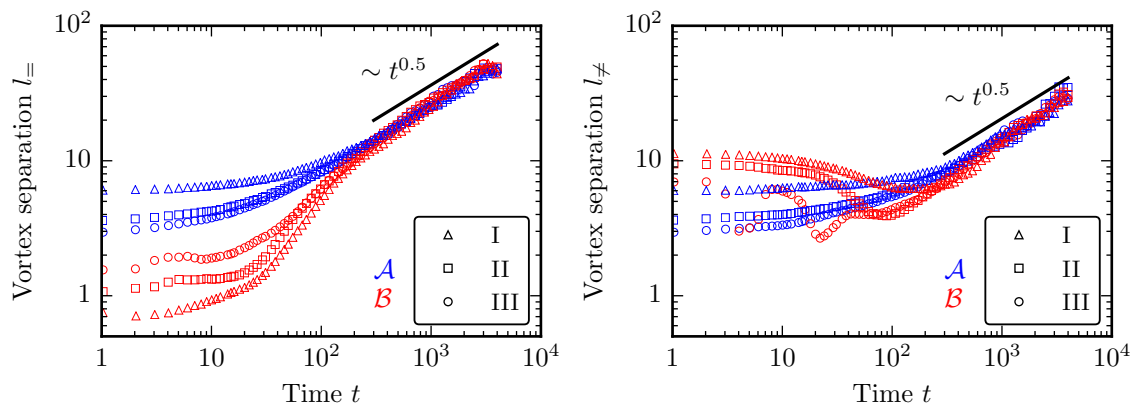 10²
10
1
Vortex separation l₌
∼ t^0.5
𝒜
ℬ
I
II
III
1
10
10²
10³
10⁴
Time t
10²
10
1
Vortex separation l≠
∼ t^0.5
𝒜
ℬ
I
II
III
1
10
10²
10³
10⁴
Time t